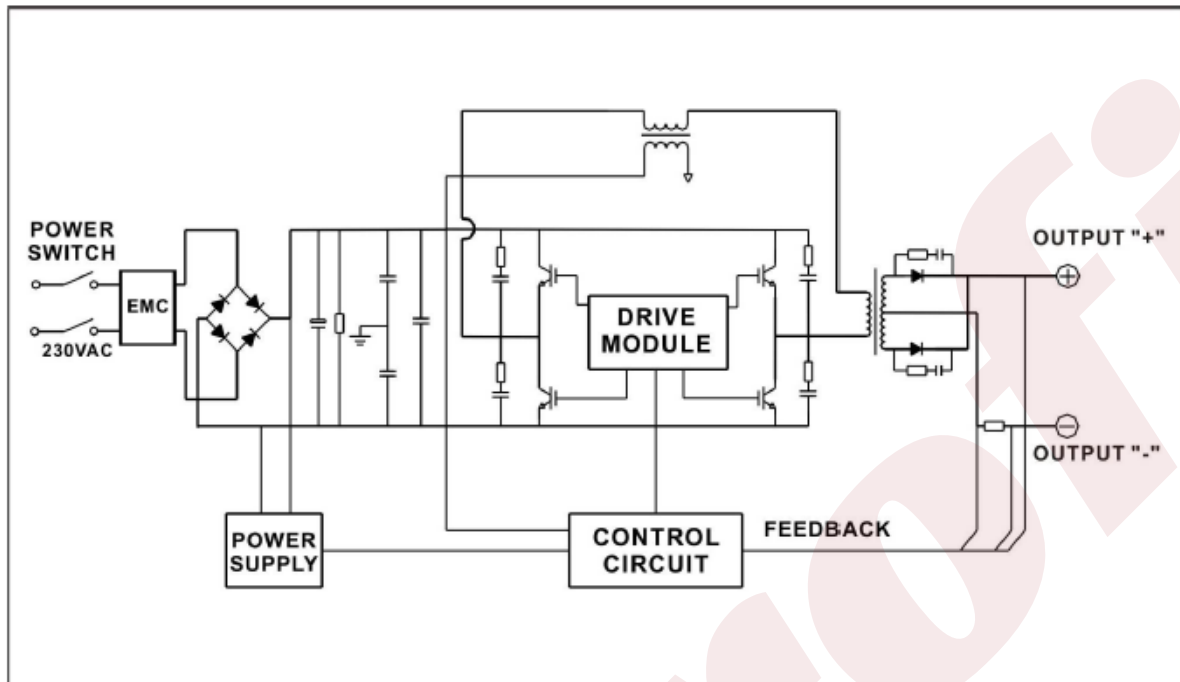 POWER
SWITCH
EMC
230VAC
DRIVE
MODULE
OUTPUT "+"
OUTPUT "-"
POWER
SUPPLY
CONTROL
CIRCUIT
FEEDBACK